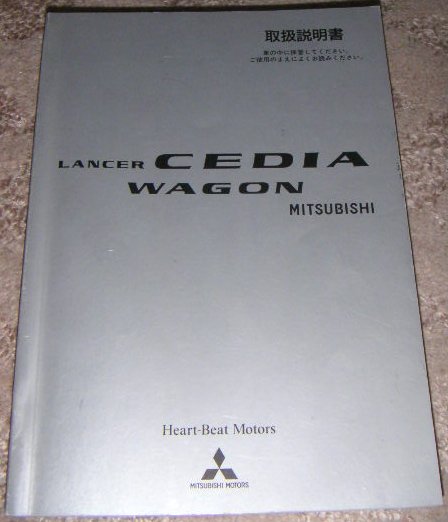 取扱説明書
車の中に保管してください。
ご使用のまえによくお読みください。
LANCER CEDIA
WAGON
MITSUBISHI
Heart-Beat Motors
MITSUBISHI MOTORS